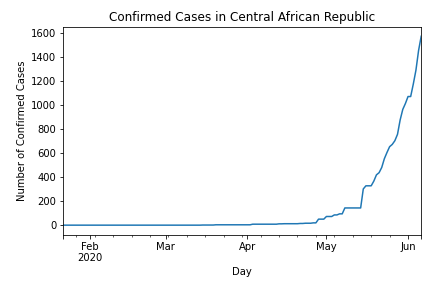 Confirmed Cases in Central African Republic
Number of Confirmed Cases
1600
1400
1200
1000
800
600
400
200
0
Feb Mar Apr May Jun
2020
Day